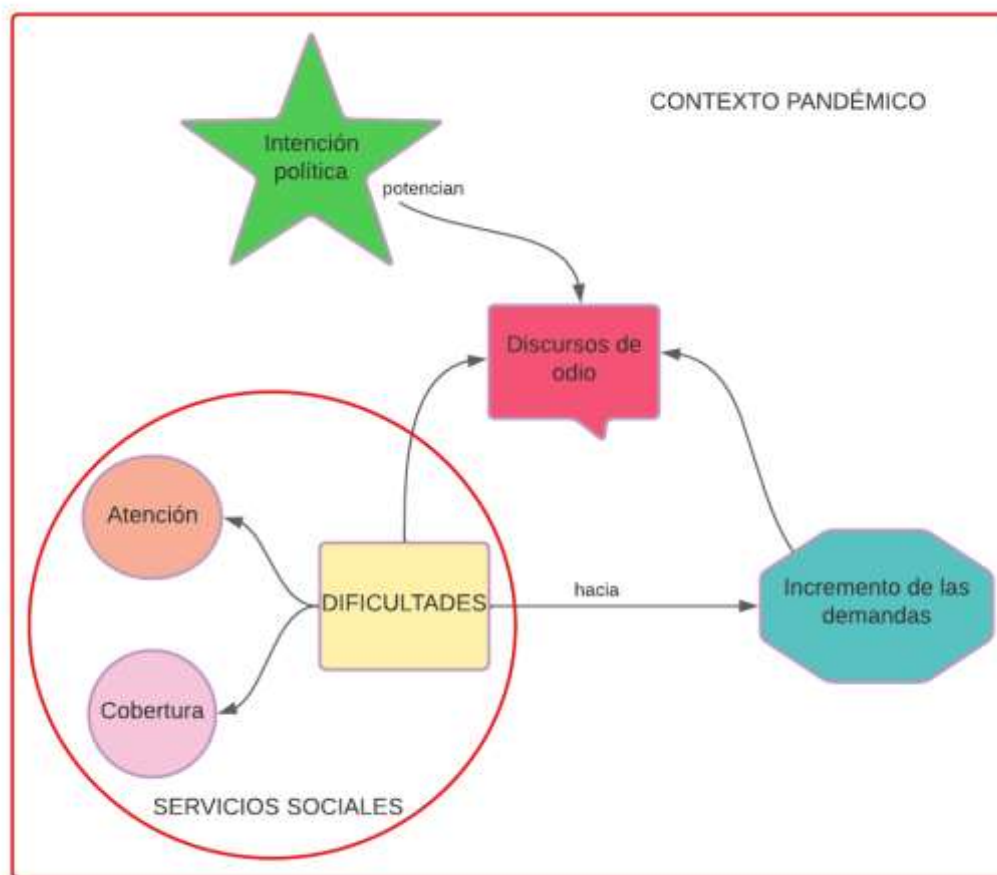 CONTEXTO PANDÉMICO
Intención
política
potencian
Discursos de
odio
Atención
DIFICULTADES
hacia
Incremento de las
demandas
Cobertura
SERVICIOS SOCIALES